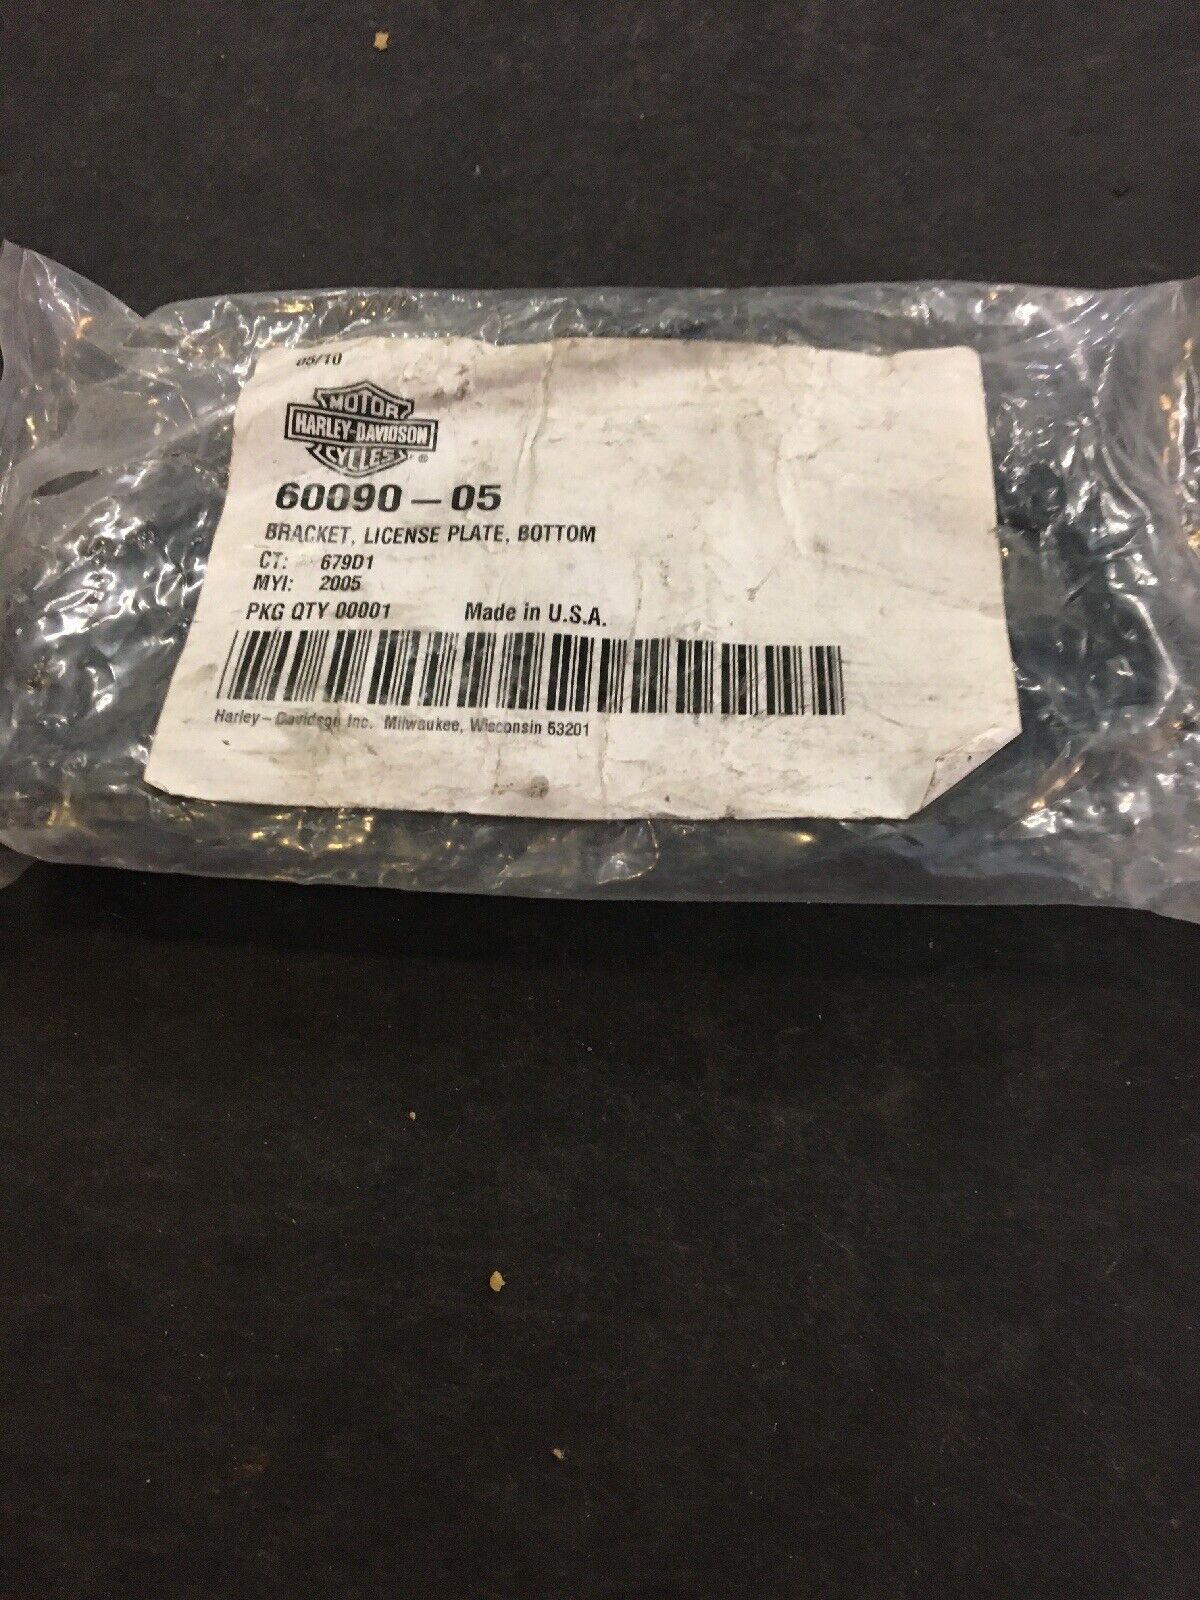 05/10
MOTOR
HARLEY-DAVIDSON
CYCLES ®
60090-05
BRACKET, LICENSE PLATE, BOTTOM
CT: 679D1
MYI: 2005
PKG QTY 00001 Made in U.S.A.
Harley-Davidson Inc. Milwaukee, Wisconsin 53201